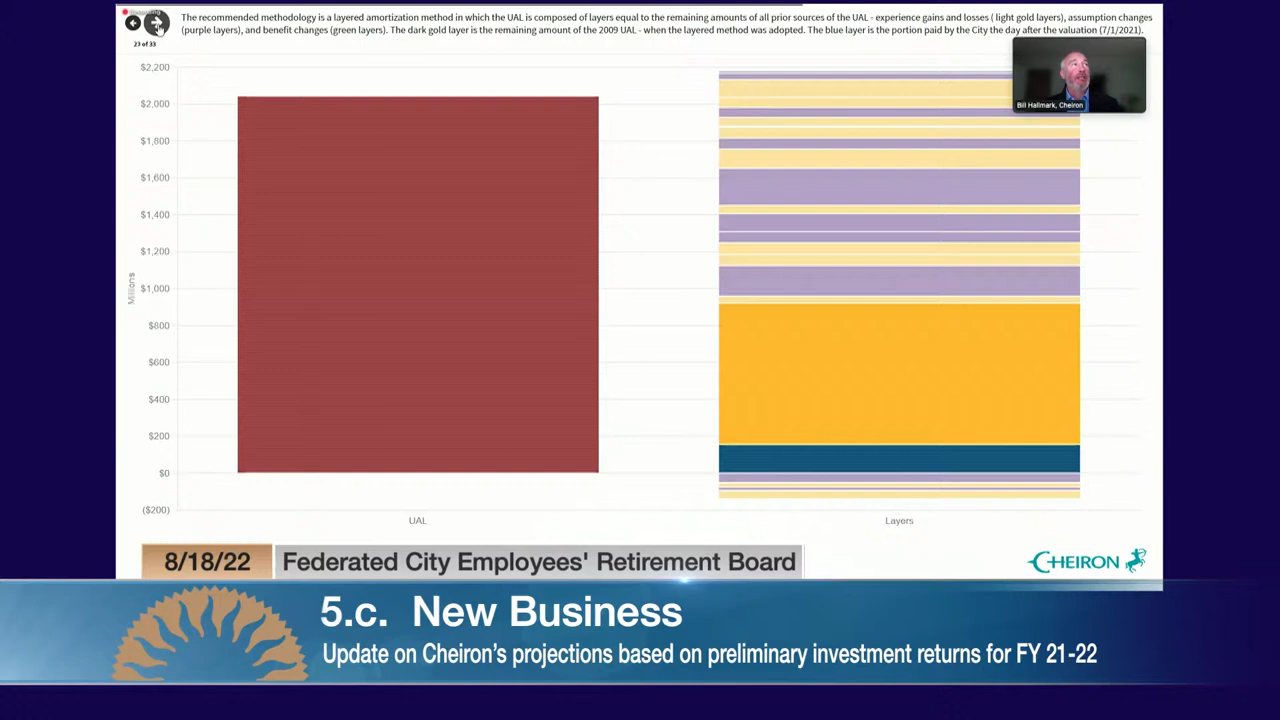 The recommended methodology is a layered amortization method in which the UAL is composed of layers equal to the remaining amounts of all prior sources of the UAL - experience gains and losses ( light gold layers), assumption changes
(purple layers), and benefit changes (green layers). The dark gold layer is the remaining amount of the 2009 UAL - when the layered method was adopted. The blue layer is the portion paid by the City the day after the valuation (7/1/2021).
23 of 33
Bill Hallmark, Cheiron
Millions
$2,200
$2,000
$1,800
$1,600
$1,400
$1,200
$1,000
$800
$600
$400
$200
$0
($200)
UAL
Layers
8/18/22
Federated City Employees' Retirement Board
CHEIRON
5.c. New Business
Update on Cheiron's projections based on preliminary investment returns for FY 21-22